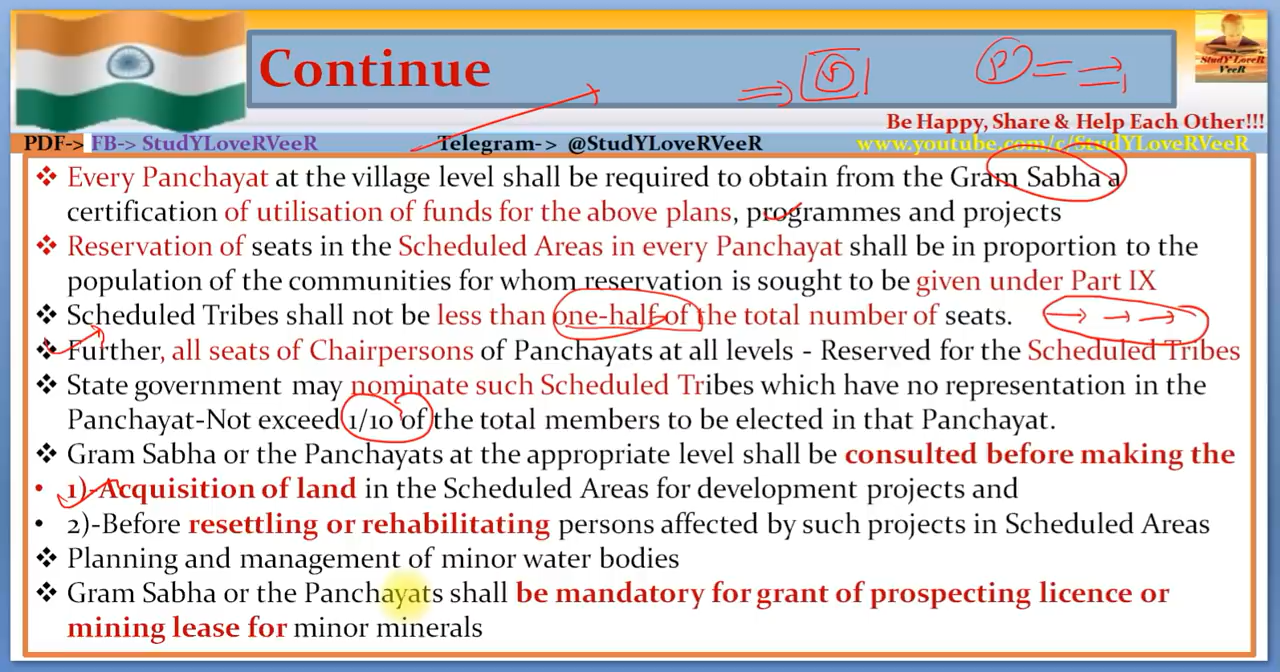 Continue
StudY LoveR
VeeR
Be Happy, Share & Help Each Other!!!
PDF-> FB-> StudYLoveRVeeR Telegram-> @StudYLoveRVeeR www.youtube.com/c/StudYLoveRVeeR
❖ Every Panchayat at the village level shall be required to obtain from the Gram Sabha a
certification of utilisation of funds for the above plans, programmes and projects
❖ Reservation of seats in the Scheduled Areas in every Panchayat shall be in proportion to the
population of the communities for whom reservation is sought to be given under Part IX
❖ Scheduled Tribes shall not be less than one-half of the total number of seats.
❖ Further, all seats of Chairpersons of Panchayats at all levels - Reserved for the Scheduled Tribes
❖ State government may nominate such Scheduled Tribes which have no representation in the
Panchayat-Not exceed 1/10 of the total members to be elected in that Panchayat.
❖ Gram Sabha or the Panchayats at the appropriate level shall be consulted before making the
• 1)-Acquisition of land in the Scheduled Areas for development projects and
• 2)-Before resettling or rehabilitating persons affected by such projects in Scheduled Areas
❖ Planning and management of minor water bodies
❖ Gram Sabha or the Panchayats shall be mandatory for grant of prospecting licence or
mining lease for minor minerals